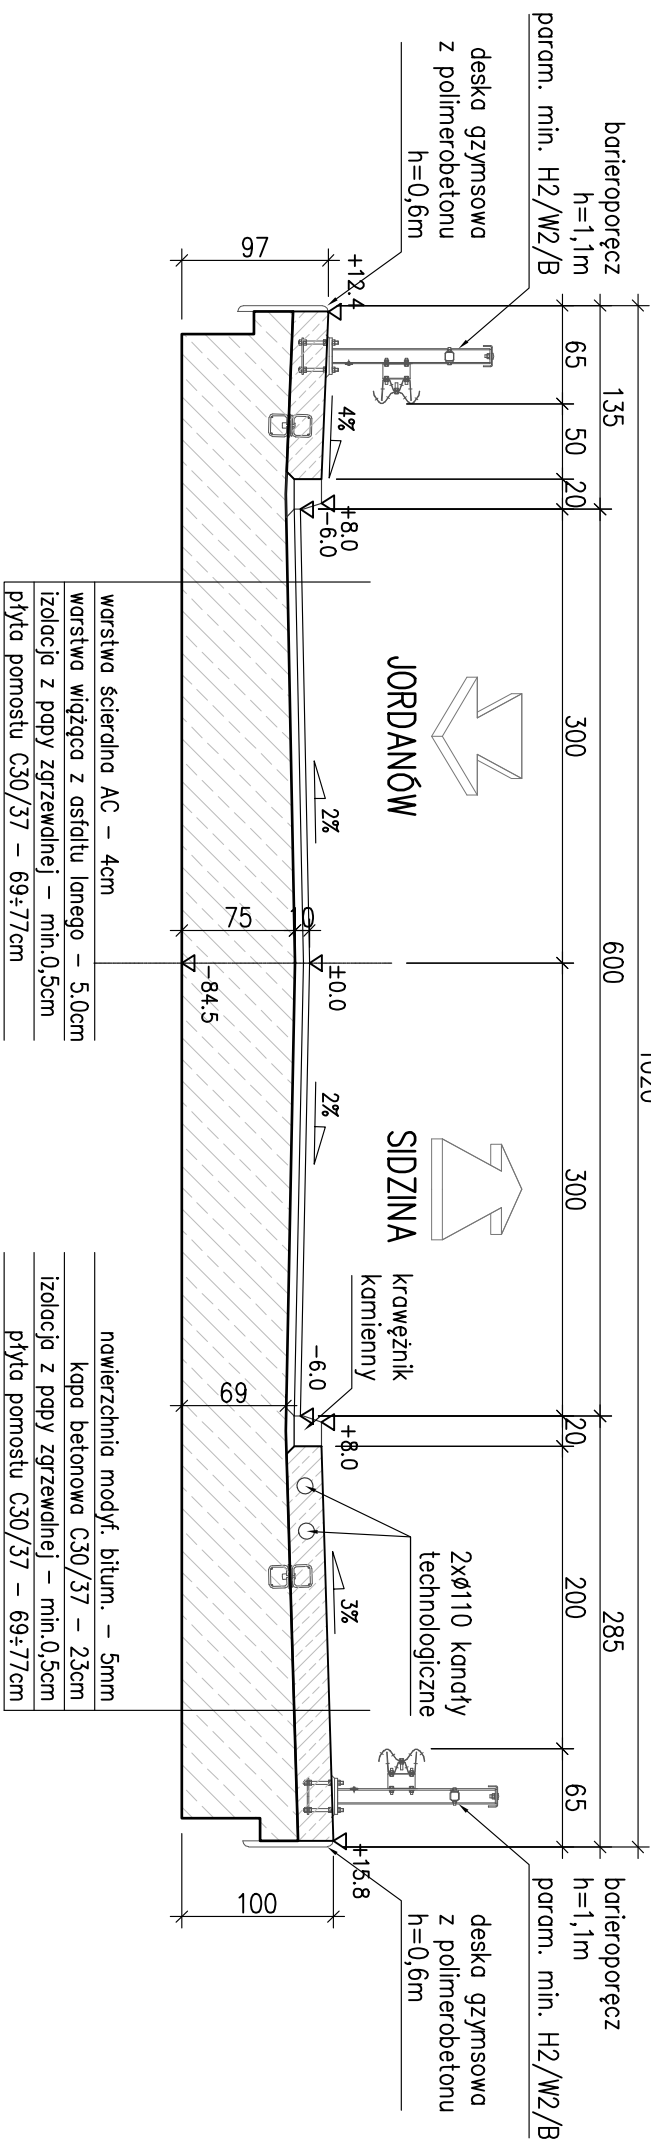 1020
135
600
285
65
50
20
300
300
20
200
65
barieroporęcz
h=1,1m
param. min. H2/W2/B
deska gzymsowa
z polimerobetonu
h=0,6m
barieroporęcz
h=1,1m
param. min. H2/W2/B
deska gzymsowa
z polimerobetonu
h=0,6m
JORDANÓW
SIDZINA
krawężnik
kamienny
2xø110 kanały
technologiczne
97
+12.4
4%
+8.0
-6.0
2%
75
10
±0.0
-84.5
2%
-6.0
+8.0
69
3%
+15.8
100
warstwa ścieralna AC - 4cm
warstwa wiążąca z asfaltu lanego - 5.0cm
izolacja z papy zgrzewalnej - min.0,5cm
płyta pomostu C30/37 - 69÷77cm
nawierzchnia modyf. bitum. - 5mm
kapa betonowa C30/37 - 23cm
izolacja z papy zgrzewalnej - min.0,5cm
płyta pomostu C30/37 - 69÷77cm